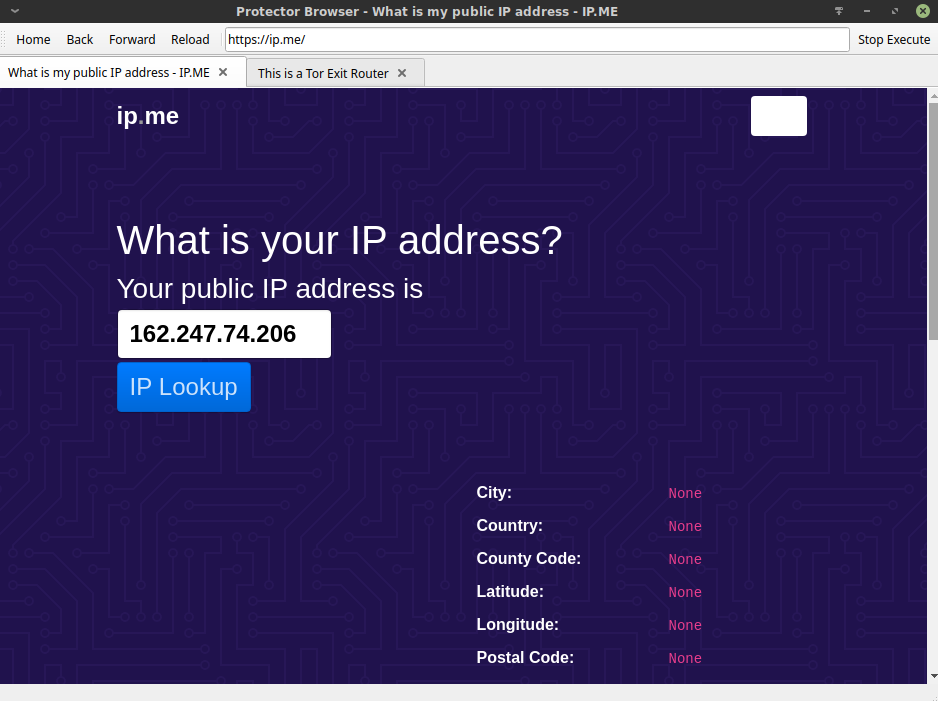 Protector Browser - What is my public IP address - IP.ME
Home Back Forward Reload https://ip.me/ Stop Execute
What is my public IP address - IP.ME This is a Tor Exit Router
ip.me
What is your IP address?
Your public IP address is
162.247.74.206
IP Lookup
City: None
Country: None
County Code: None
Latitude: None
Longitude: None
Postal Code: None